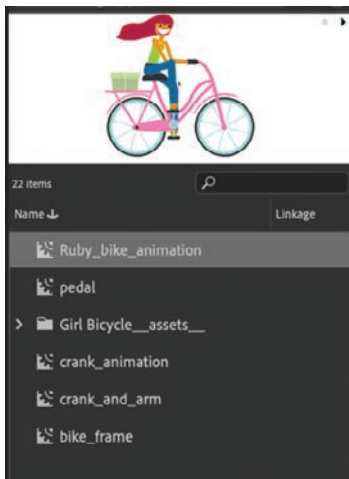 22 items
Name Linkage
Ruby_bike_animation
pedal
Girl Bicycle__assets__
crank_animation
crank_and_arm
bike_frame